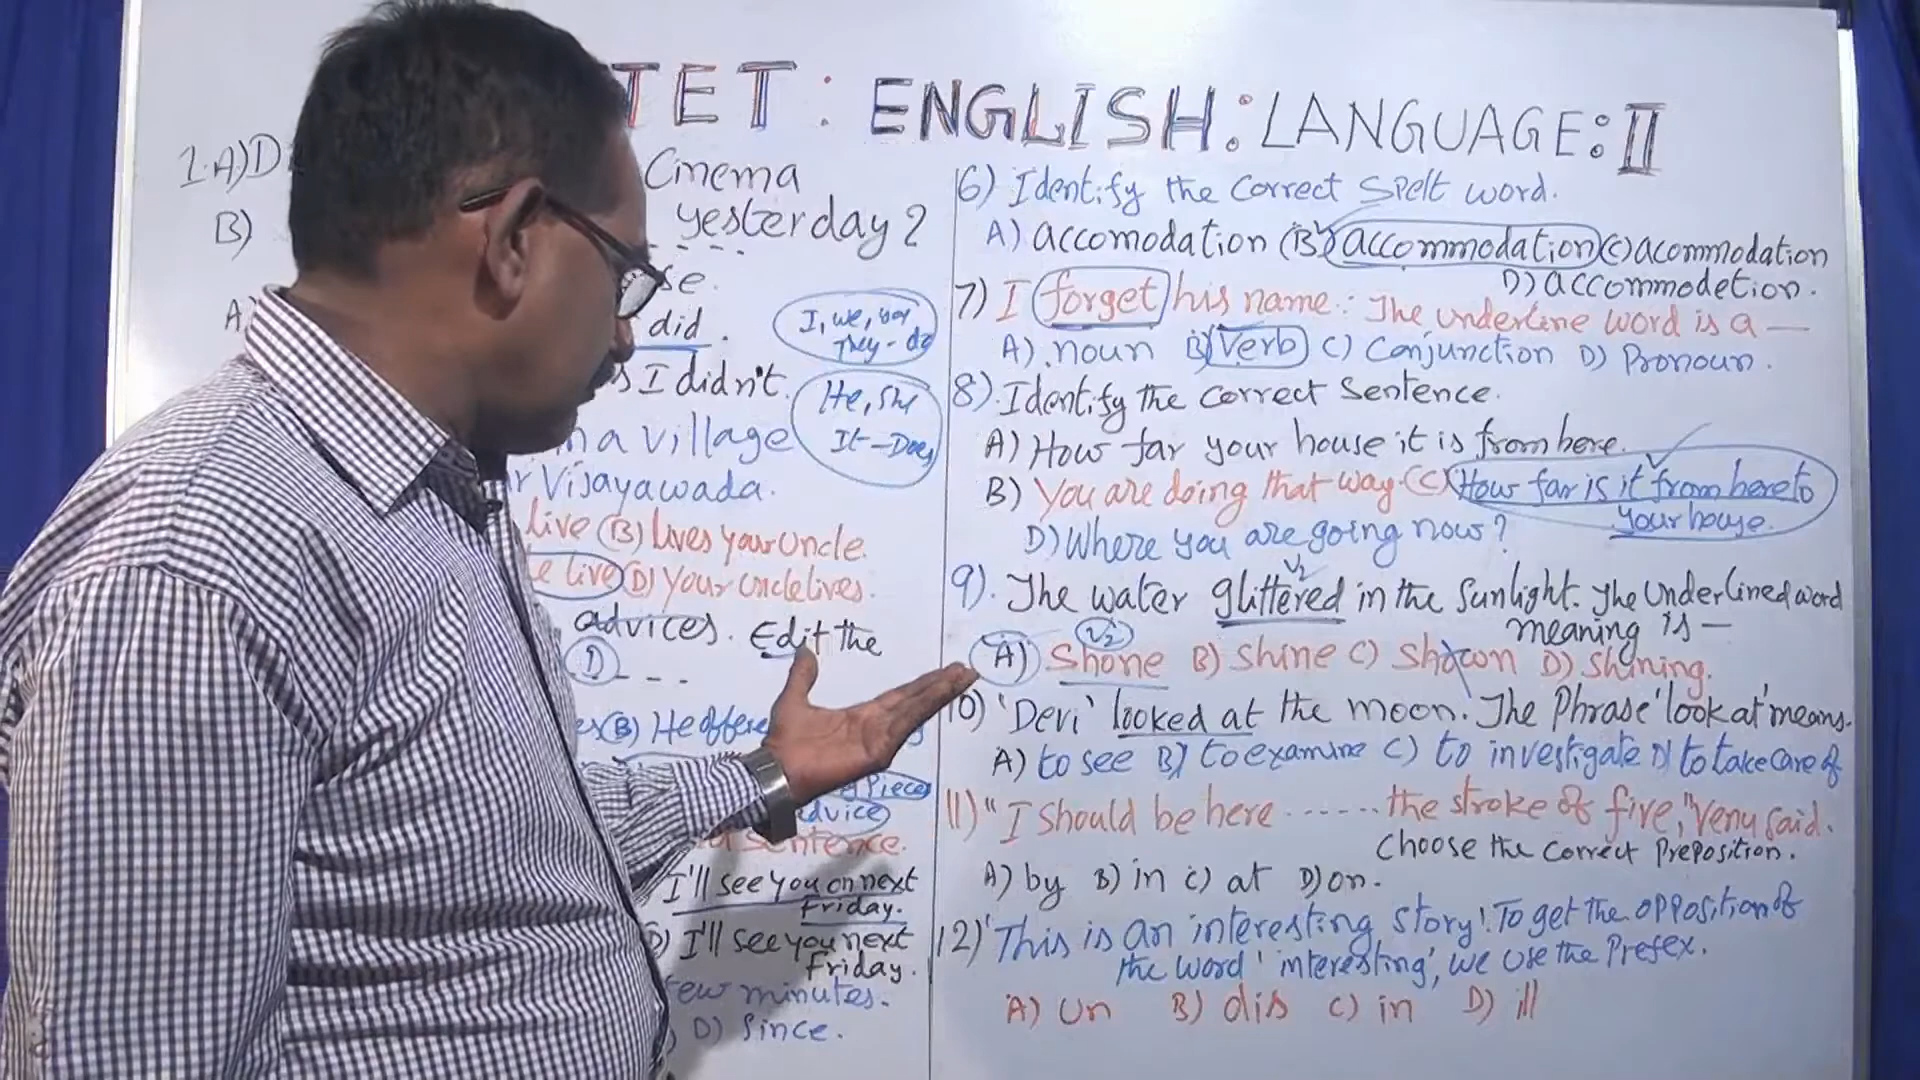 TET : ENGLISH : LANGUAGE : II
1. A) D
Cinema
B)
yesterday ?
se.
A)
did.
I, we, you
They - do
s I didn't.
He, She
It - Does
n a village
r Vijayawada.
live (B) lives your uncle.
e live (D) your uncle lives.
advices. Edit the
D
(B) He offe
A Piece
advice
sentence.
I'll see you on next
Friday.
D) I'll see you next
Friday.
few minutes.
D) Since.
6) Identify the Correct Spelt word.
A) accomodation (B) accommodation (C) acommodation
D) accommodetion.
7) I forget his name. : The underline word is a —
A) noun B) Verb C) Conjunction D) Pronoun.
8). Identify the correct sentence.
A) How far your house it is from here.
B) You are doing that way. (C) How far is it from here to
your house.
D) Where you are going now?
V2
9). The water glittered in the Sunlight. The Underlined word
meaning is —
V2
A) Shone B) Shine C) Shown D) Shining.
10) 'Devi' looked at the moon. The Phrase 'look at' means.
A) to see B) to examine C) to investigate D) to take care of
11) "I should be here ...... the stroke of five," Venu said.
Choose the correct Preposition.
A) by B) in C) at D) on.
12) 'This is an interesting story'. To get the opposition of
the word 'interesting', we use the Prefex.
A) Un B) dis C) in D) ill